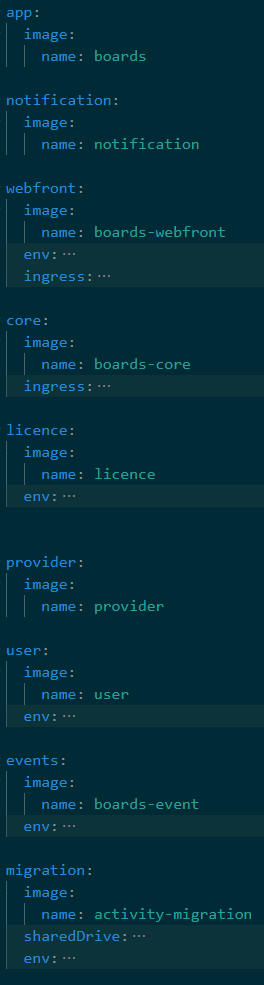 app:
image:
name: boards
notification:
image:
name: notification
webfront:
image:
name: boards-webfront
env:···
ingress:···
core:
image:
name: boards-core
ingress:···
licence:
image:
name: licence
env:···
provider:
image:
name: provider
user:
image:
name: user
env:···
events:
image:
name: boards-event
env:···
migration:
image:
name: activity-migration
sharedDrive:···
env:···